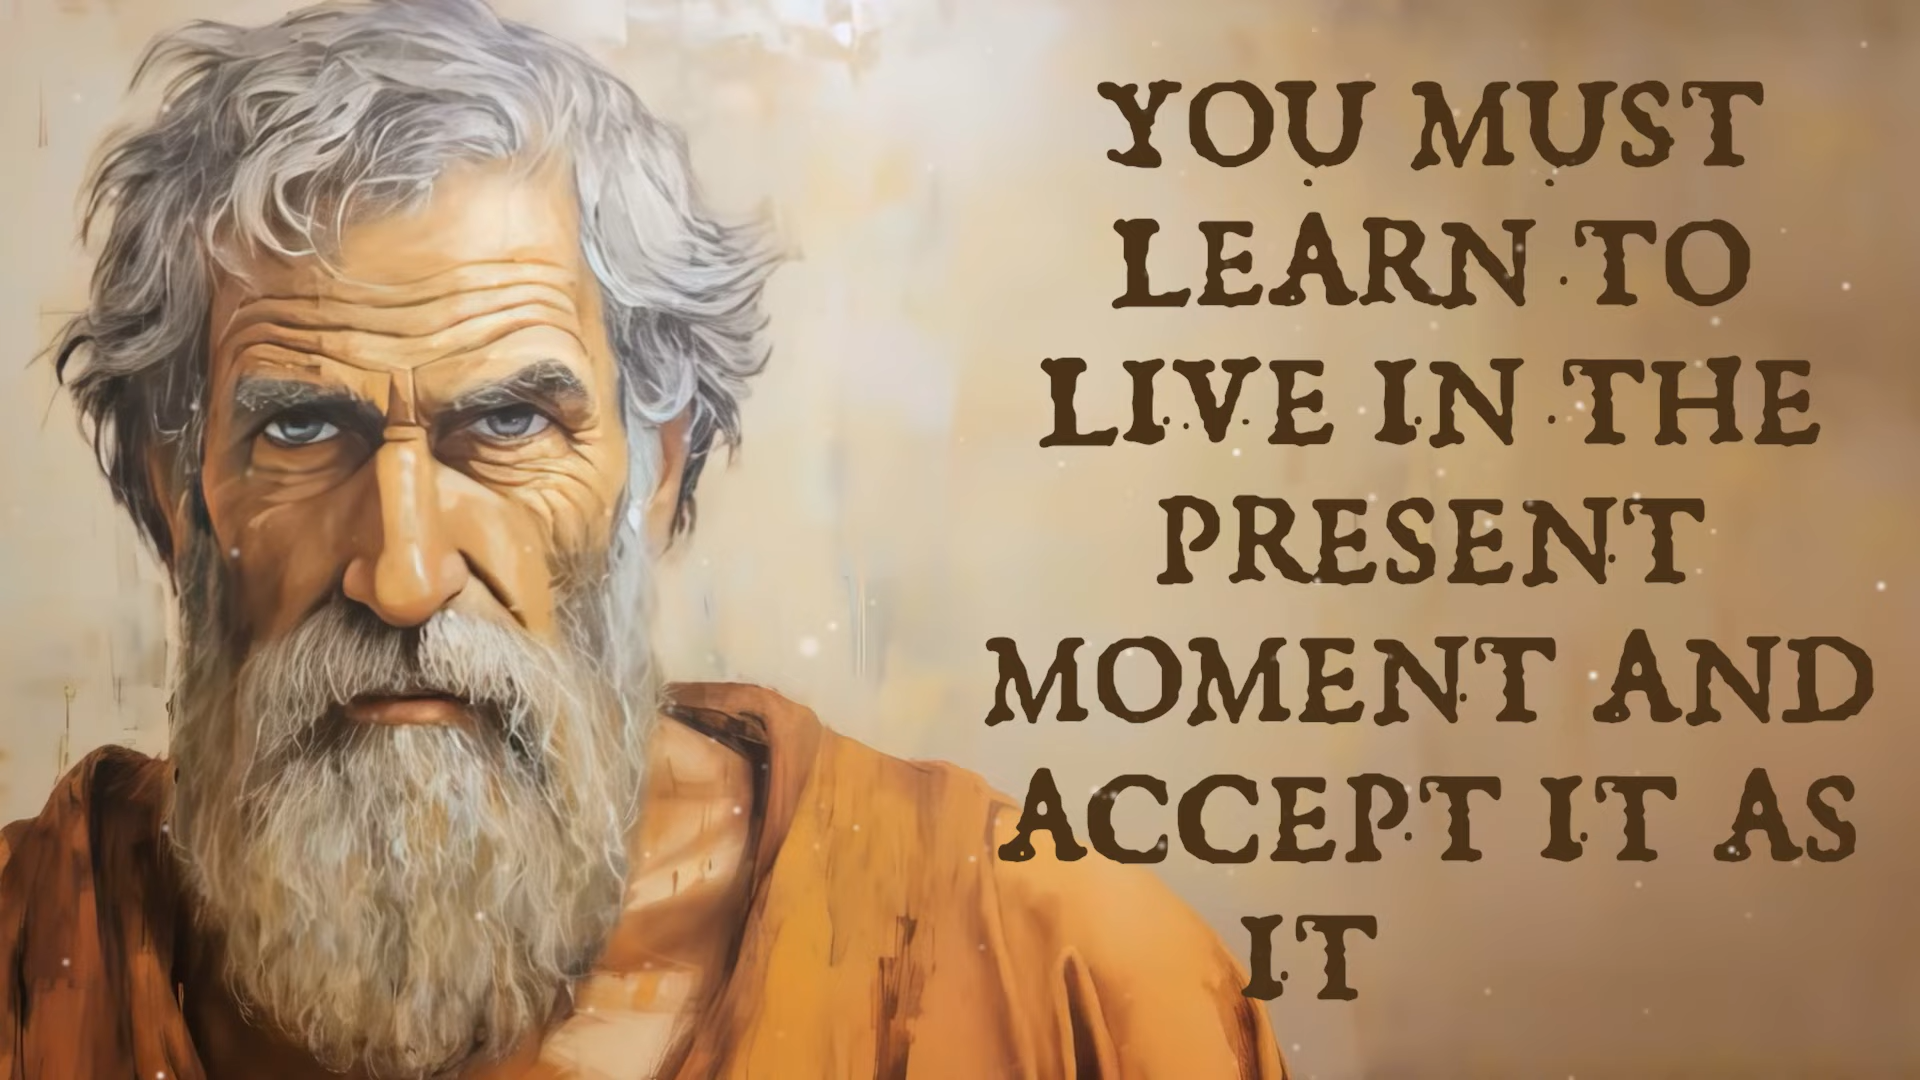 YOU MUST
LEARN TO
LIVE IN THE
PRESENT
MOMENT AND
ACCEPT IT AS
IT